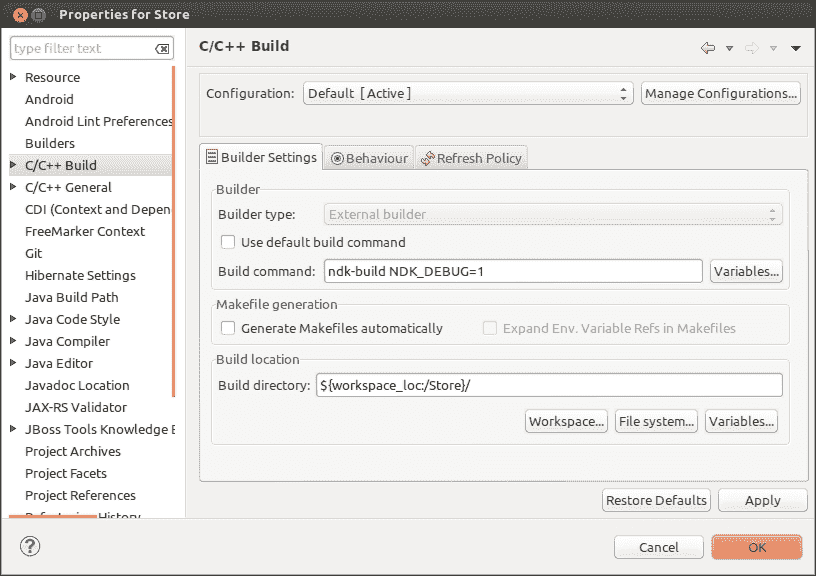 Properties for Store
type filter text
Resource
Android
Android Lint Preferences
Builders
C/C++ Build
C/C++ General
CDI (Context and Depen
FreeMarker Context
Git
Hibernate Settings
Java Build Path
Java Code Style
Java Compiler
Java Editor
Javadoc Location
JAX-RS Validator
JBoss Tools Knowledge B
Project Archives
Project Facets
Project References
History
C/C++ Build
Configuration: Default [Active] Manage Configurations...
Builder Settings Behaviour Refresh Policy
Builder
Builder type: External builder
Use default build command
Build command: ndk-build NDK_DEBUG=1 Variables...
Makefile generation
Generate Makefiles automatically Expand Env. Variable Refs in Makefiles
Build location
Build directory: ${workspace_loc:/Store}/
Workspace... File system... Variables...
Restore Defaults Apply
? Cancel OK